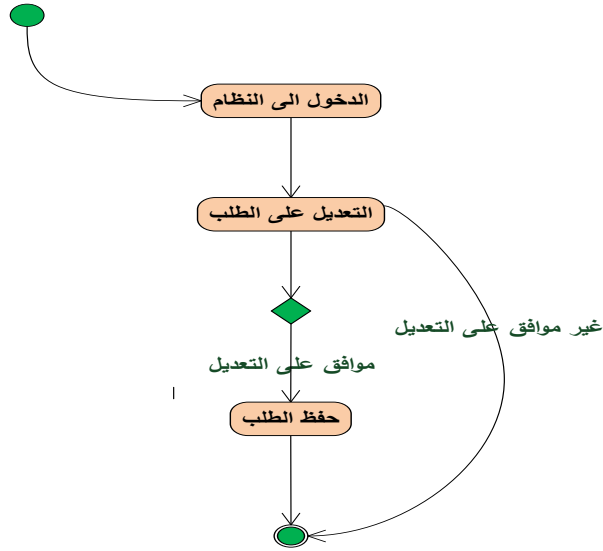 الدخول الى النظام
التعديل على الطلب
غير موافق على التعديل
موافق على التعديل
حفظ الطلب